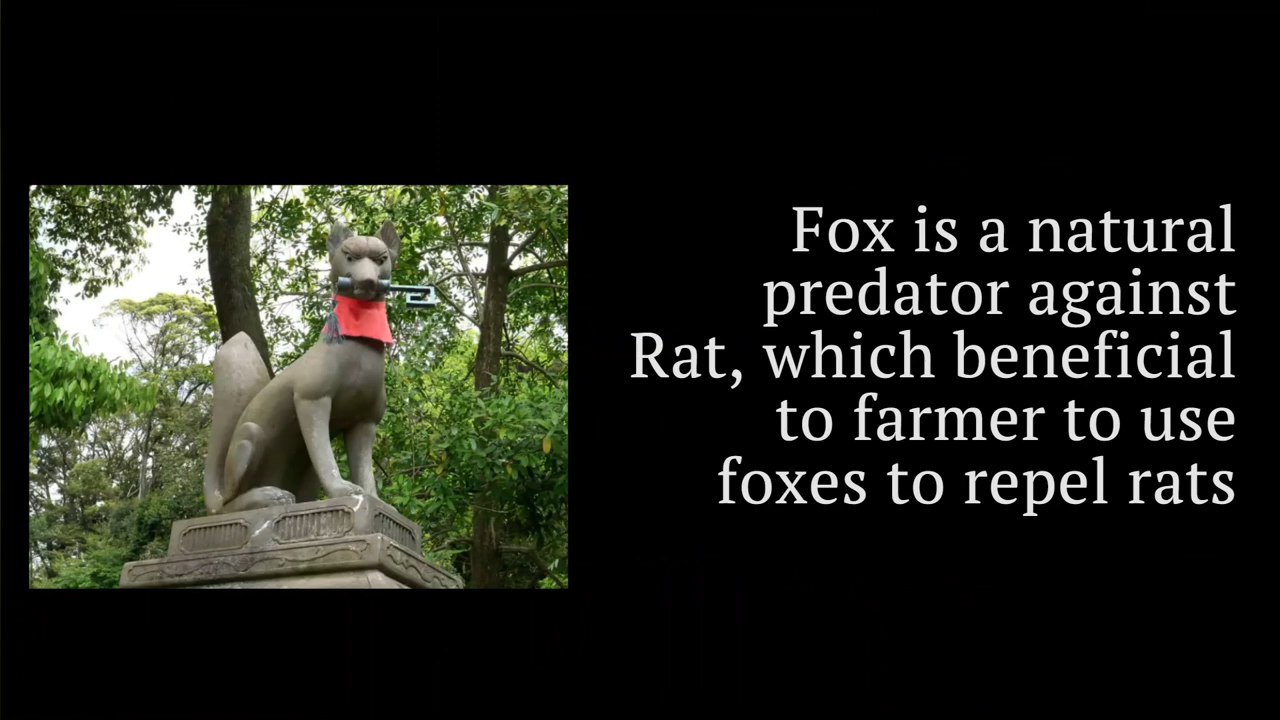 Fox is a natural
predator against
Rat, which beneficial
to farmer to use
foxes to repel rats